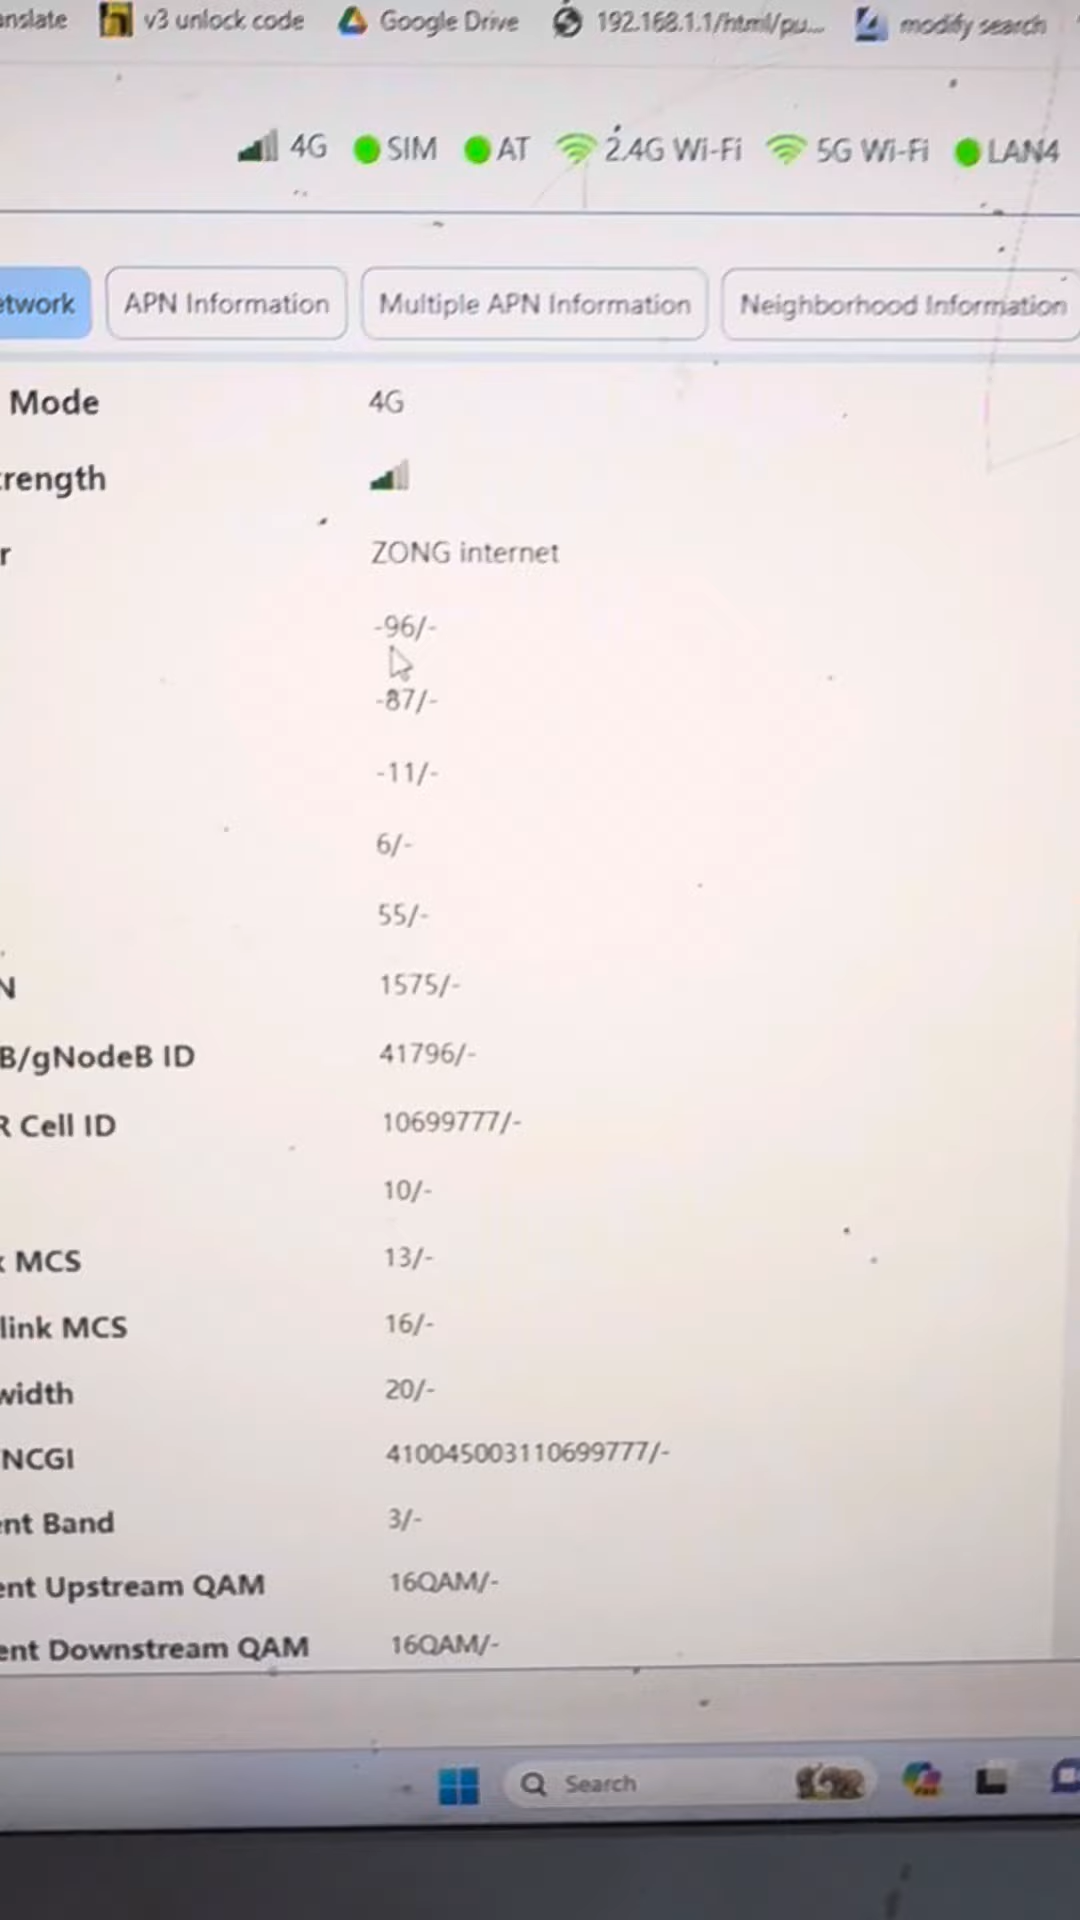 anslate v3 unlock code Google Drive 192.168.1.1/html/pu... modify search
4G SIM AT 2.4G Wi-Fi 5G Wi-Fi LAN4
etwork APN Information Multiple APN Information Neighborhood Information
Mode 4G
trength
r ZONG internet
-96/-
-87/-
-11/-
6/-
55/-
N 1575/-
B/gNodeB ID 41796/-
R Cell ID 10699777/-
10/-
k MCS 13/-
link MCS 16/-
width 20/-
NCGI 410045003110699777/-
ent Band 3/-
ent Upstream QAM 16QAM/-
ent Downstream QAM 16QAM/-
Search